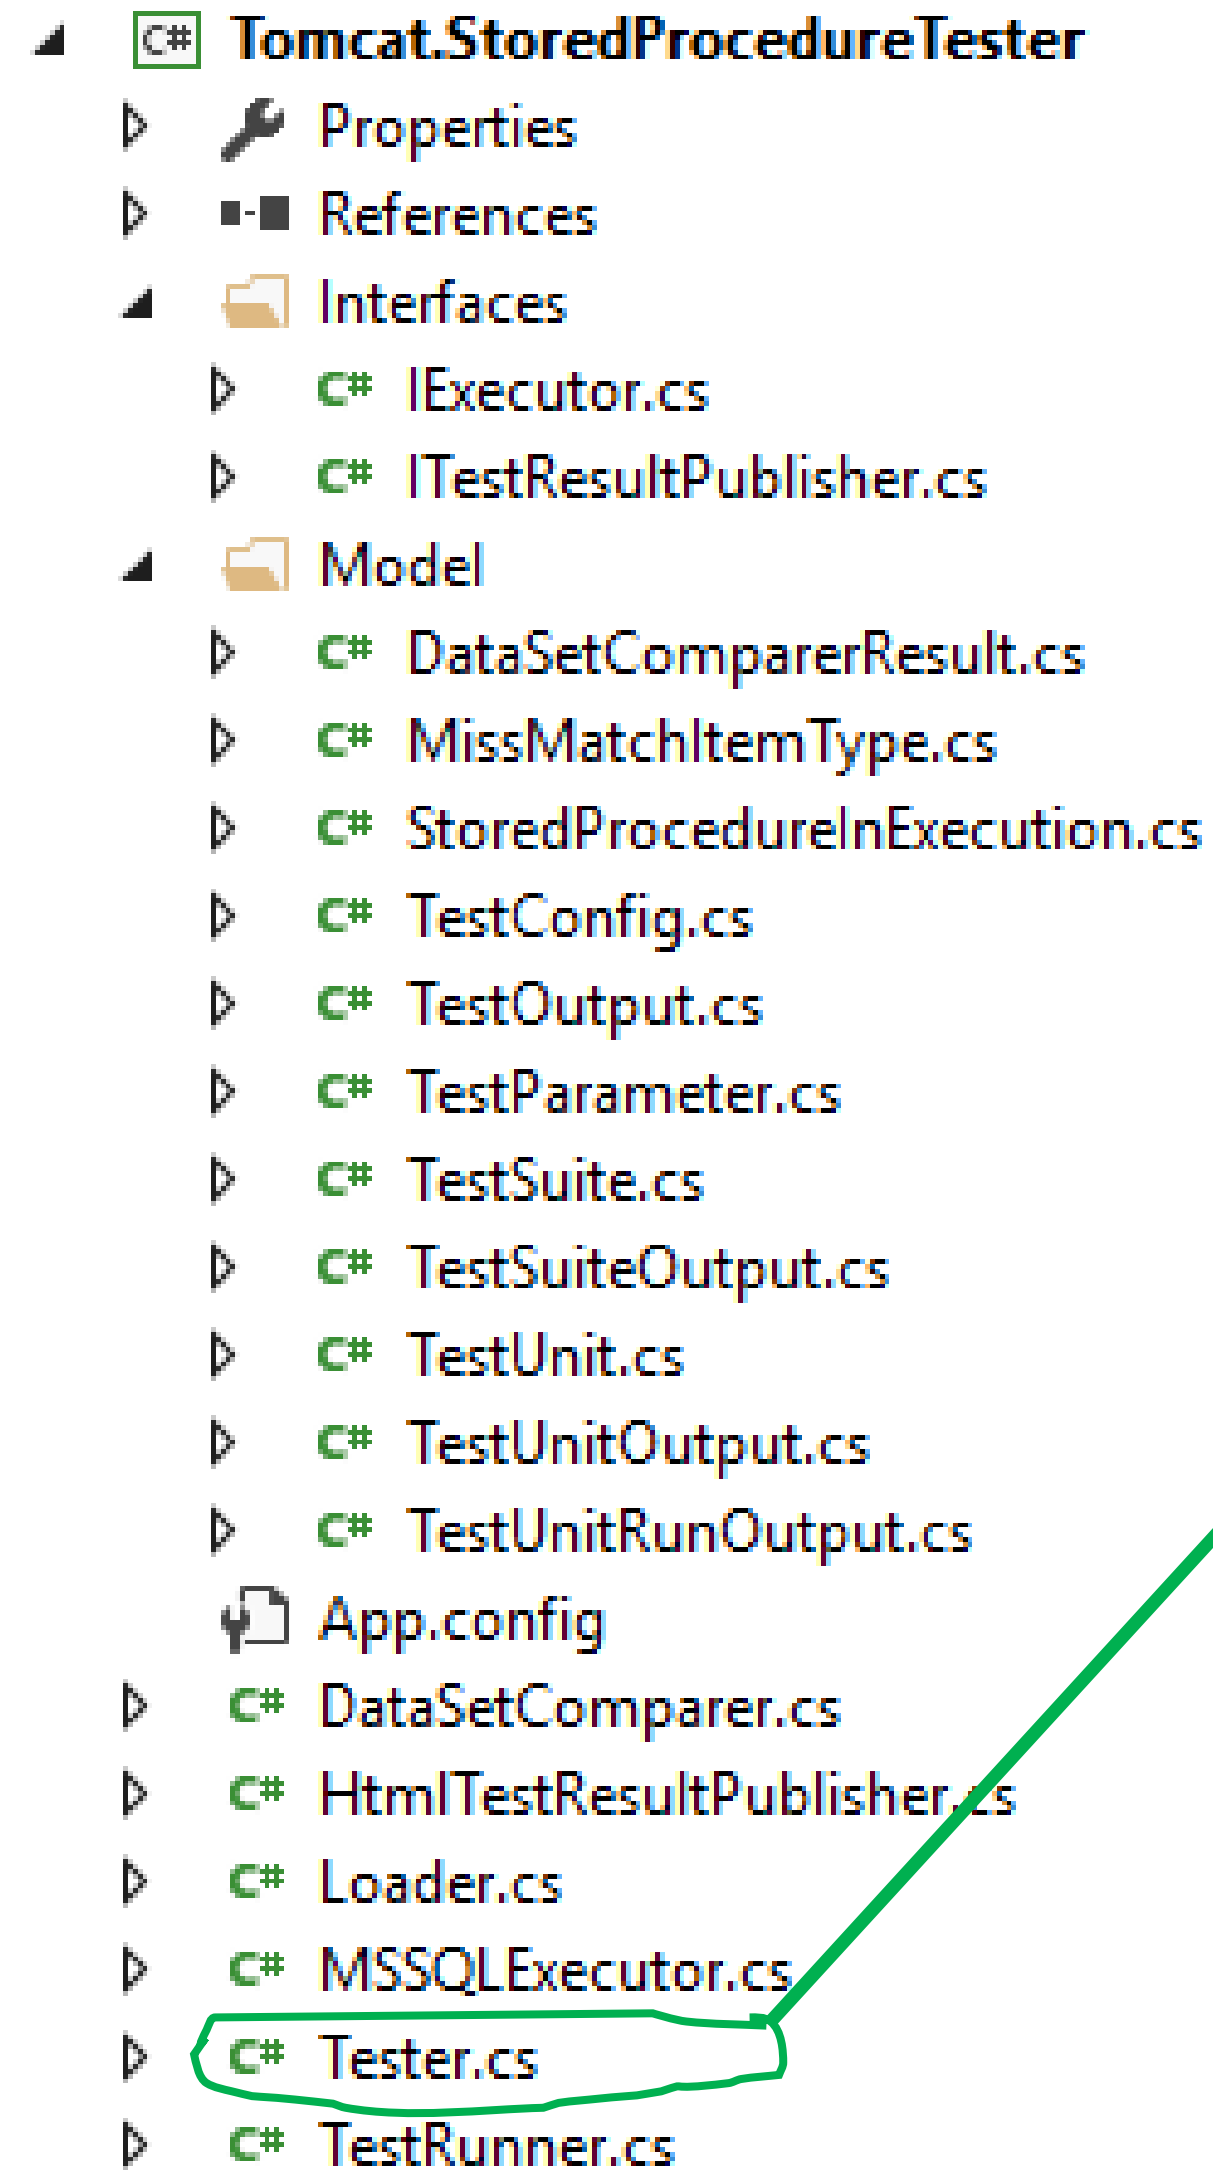 C# Tomcat.StoredProcedureTester
Properties
References
Interfaces
C# IExecutor.cs
C# ITestResultPublisher.cs
Model
C# DataSetComparerResult.cs
C# MissMatchItemType.cs
C# StoredProcedureInExecution.cs
C# TestConfig.cs
C# TestOutput.cs
C# TestParameter.cs
C# TestSuite.cs
C# TestSuiteOutput.cs
C# TestUnit.cs
C# TestUnitOutput.cs
C# TestUnitRunOutput.cs
App.config
C# DataSetComparer.cs
C# HtmlTestResultPublisher.cs
C# Loader.cs
C# MSSQLExecutor.cs
C# Tester.cs
C# TestRunner.cs